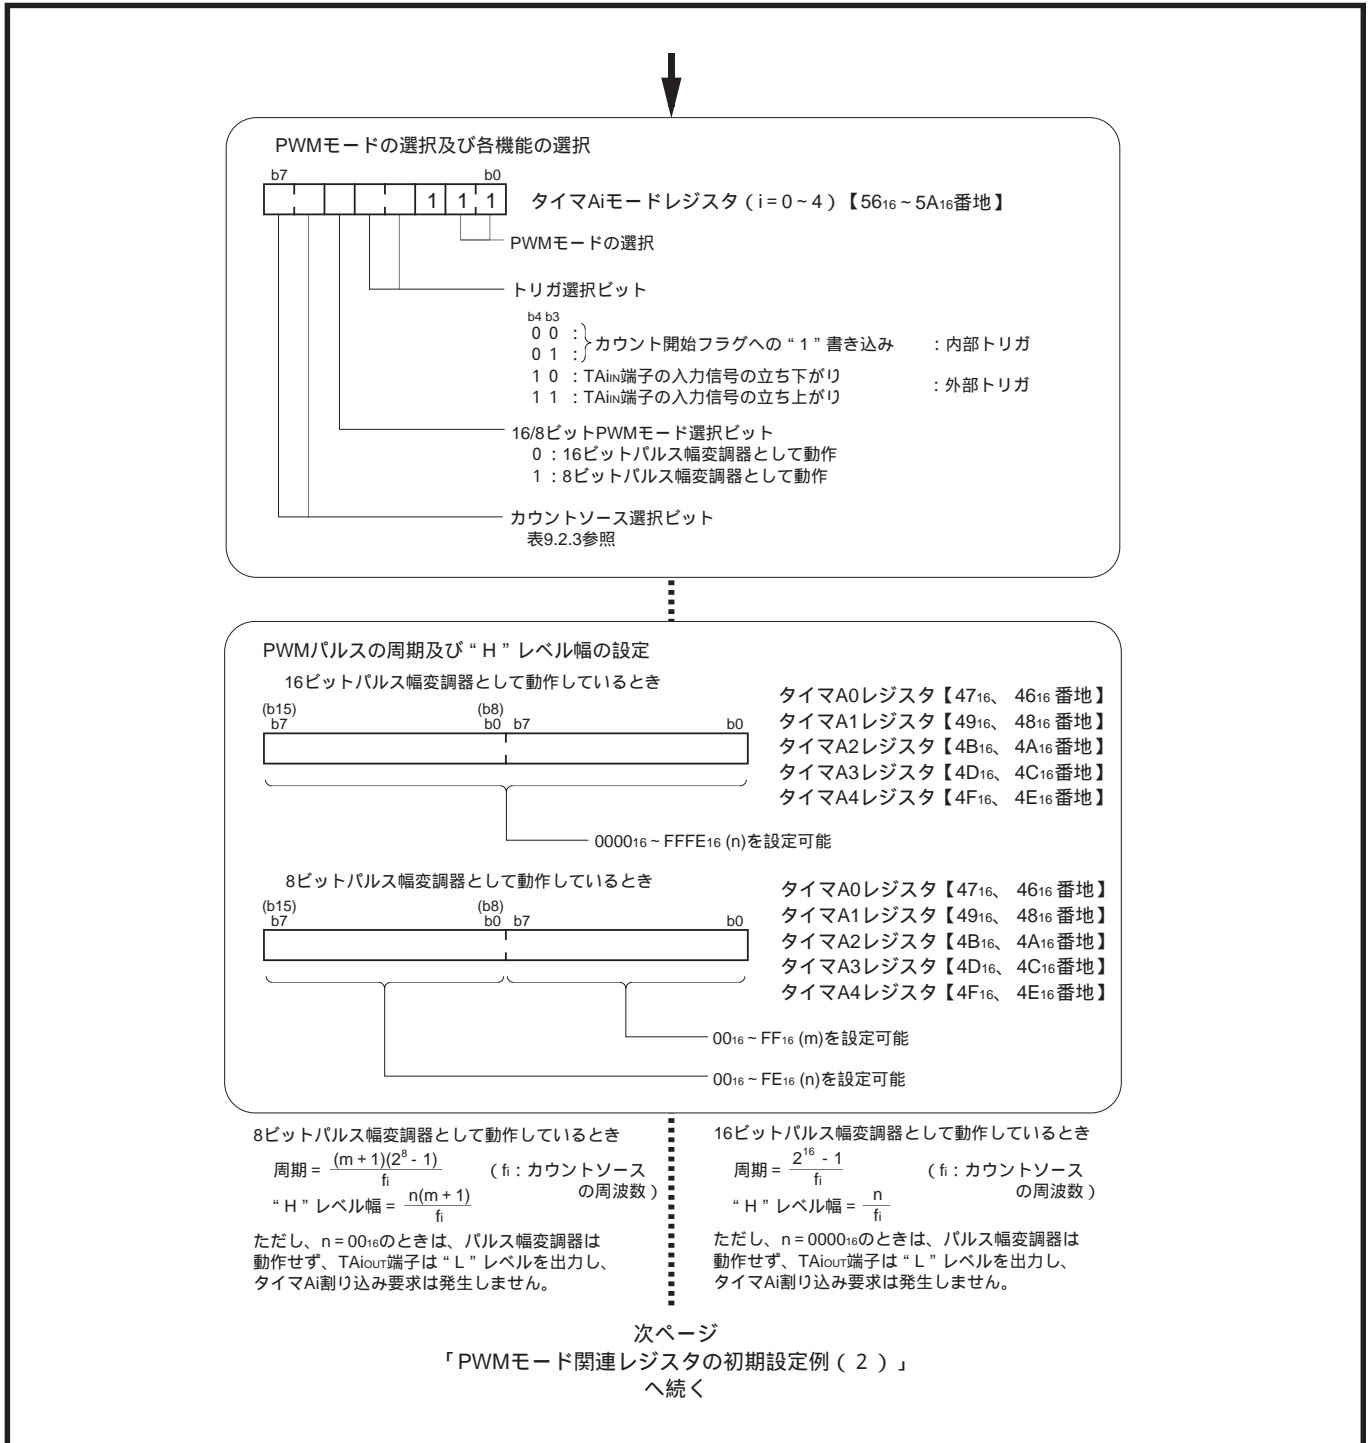 PWMモードの選択及び各機能の選択
b7 b0
1 1 1 タイマAiモードレジスタ（i = 0 ~ 4）【56₁₆ ~ 5A₁₆番地】
PWMモードの選択
トリガ選択ビット
b4 b3
0 0 :
0 1 :
カウント開始フラグへの “ 1 ” 書き込み ：内部トリガ
1 0 : TAiIN端子の入力信号の立ち下がり
1 1 : TAiIN端子の入力信号の立ち上がり
：外部トリガ
16/8ビットPWMモード選択ビット
0 : 16ビットパルス幅変調器として動作
1 : 8ビットパルス幅変調器として動作
カウントソース選択ビット
表9.2.3参照
PWMパルスの周期及び “ H ” レベル幅の設定
16ビットパルス幅変調器として動作しているとき
(b15) (b8)
b7 b0 b7 b0
タイマA0レジスタ【47₁₆、 46₁₆ 番地】
タイマA1レジスタ【49₁₆、 48₁₆ 番地】
タイマA2レジスタ【4B₁₆、 4A₁₆番地】
タイマA3レジスタ【4D₁₆、 4C₁₆番地】
タイマA4レジスタ【4F₁₆、 4E₁₆番地】
0000₁₆ ~ FFFE₁₆ (n)を設定可能
8ビットパルス幅変調器として動作しているとき
(b15) (b8)
b7 b0 b7 b0
タイマA0レジスタ【47₁₆、 46₁₆ 番地】
タイマA1レジスタ【49₁₆、 48₁₆ 番地】
タイマA2レジスタ【4B₁₆、 4A₁₆番地】
タイマA3レジスタ【4D₁₆、 4C₁₆番地】
タイマA4レジスタ【4F₁₆、 4E₁₆番地】
00₁₆ ~ FF₁₆ (m)を設定可能
00₁₆ ~ FE₁₆ (n)を設定可能
8ビットパルス幅変調器として動作しているとき
周期 = (m + 1)(2⁸ - 1) / fi （ fi : カウントソース
の周波数 ）
“ H ” レベル幅 = n(m + 1) / fi
ただし、n = 00₁₆のときは、パルス幅変調器は
動作せず、TAiOUT端子は “ L ” レベルを出力し、
タイマAi割り込み要求は発生しません。
16ビットパルス幅変調器として動作しているとき
周期 = 2¹⁶ - 1 / fi （ fi : カウントソース
の周波数 ）
“ H ” レベル幅 = n / fi
ただし、n = 0000₁₆のときは、パルス幅変調器は
動作せず、TAiOUT端子は “ L ” レベルを出力し、
タイマAi割り込み要求は発生しません。
次ページ
「PWMモード関連レジスタの初期設定例（ 2 ）」
へ続く